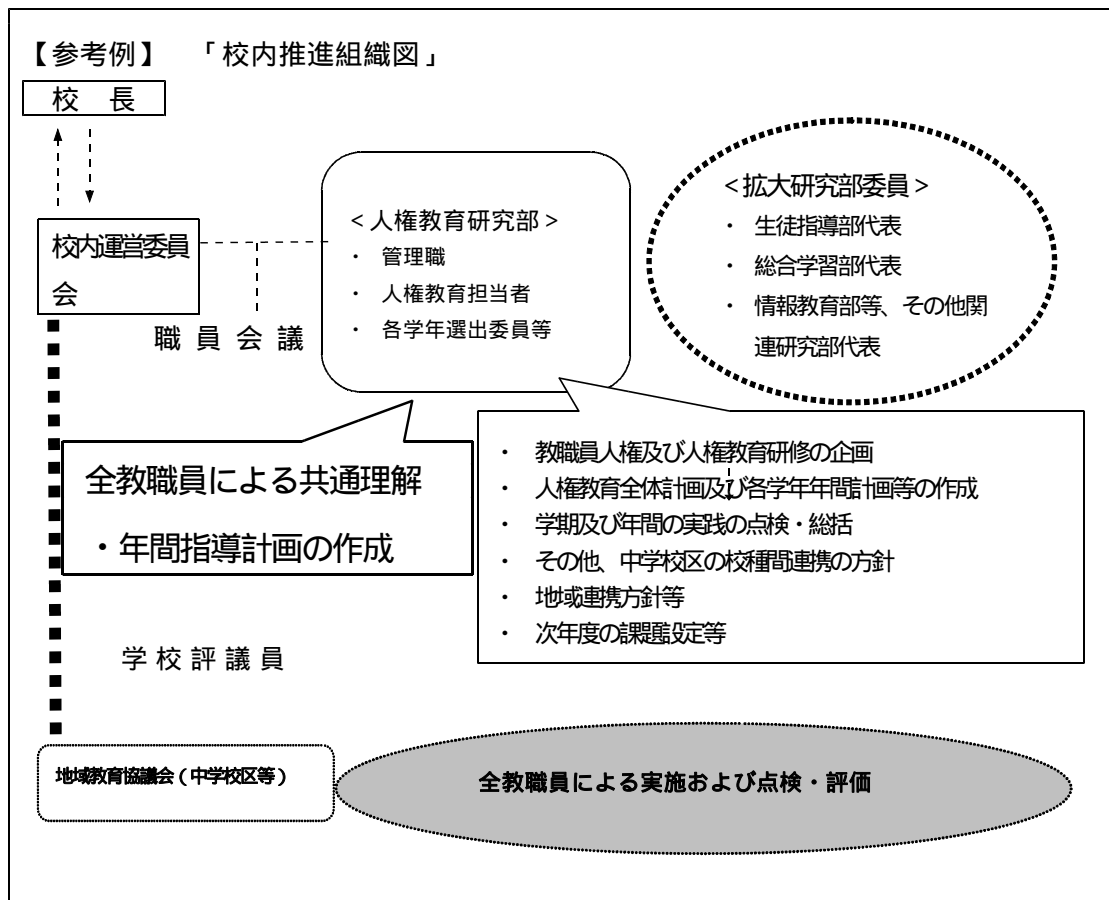 【参考例】 「校内推進組織図」
校 長
校内運営委員
会
職 員 会 議
<人権教育研究部>
・ 管理職
・ 人権教育担当者
・ 各学年選出委員等
<拡大研究部委員>
・ 生徒指導部代表
・ 総合学習部代表
・ 情報教育部等、その他関
連研究部代表
全教職員による共通理解
・年間指導計画の作成
・ 教職員人権及び人権教育研修の企画
・ 人権教育全体計画及び各学年年間計画等の作成
・ 学期及び年間の実践の点検・総括
・ その他、中学校区の校種間連携の方針
・ 地域連携方針等
・ 次年度の課題設定等
学 校 評 議 員
地域教育協議会(中学校区等)
全教職員による実施および点検・評価